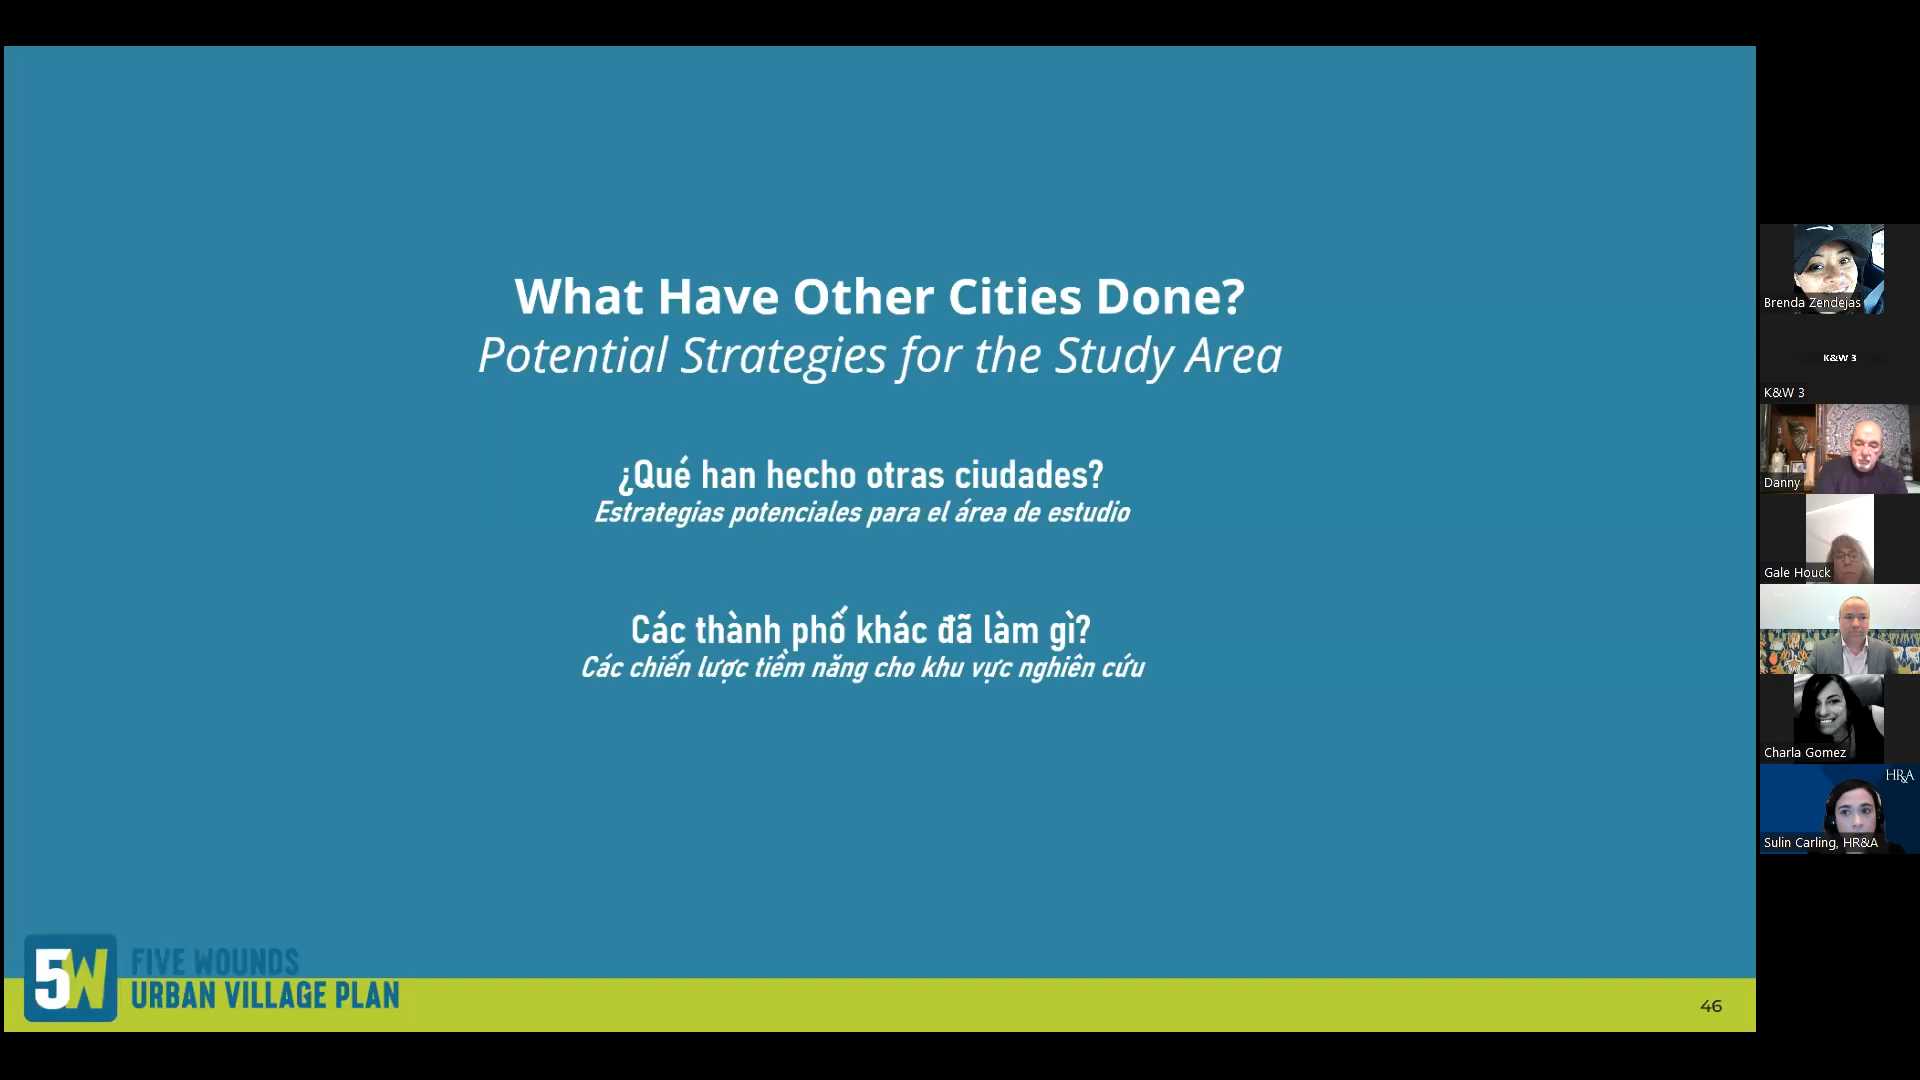 What Have Other Cities Done?
Potential Strategies for the Study Area
¿Qué han hecho otras ciudades?
Estrategias potenciales para el área de estudio
Các thành phố khác đã làm gì?
Các chiến lược tiềm năng cho khu vực nghiên cứu
5W
FIVE WOUNDS
URBAN VILLAGE PLAN
46
Brenda Zendejas
K&W 3
K&W 3
Danny
Gale Houck
Charla Gomez
HR&A
Sulin Carling, HR&A